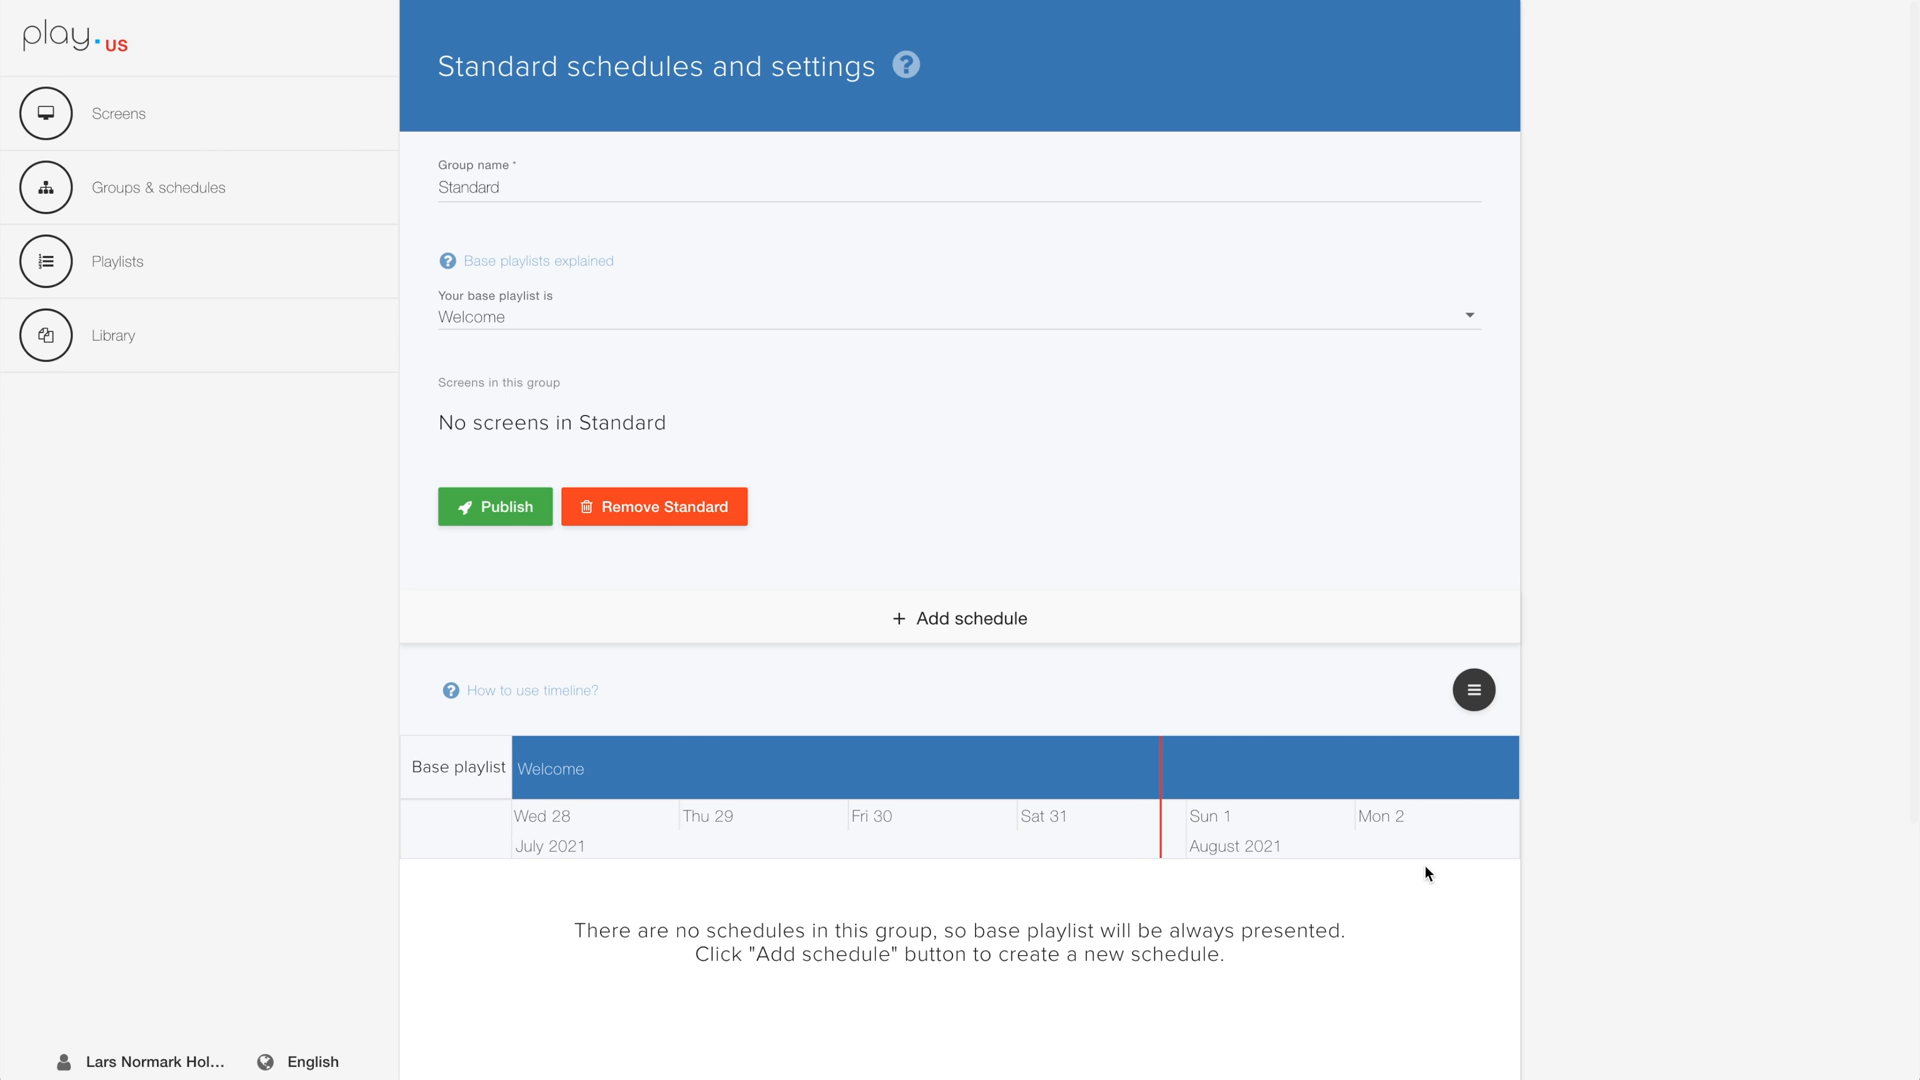 play.us
Screens
Groups & schedules
Playlists
Library
Lars Normark Hol...
English
Standard schedules and settings ?
Group name *
Standard
? Base playlists explained
Your base playlist is
Welcome
Screens in this group
No screens in Standard
Publish
Remove Standard
+ Add schedule
? How to use timeline?
Base playlist
Welcome
Wed 28 Thu 29 Fri 30 Sat 31 Sun 1 Mon 2
July 2021 August 2021
There are no schedules in this group, so base playlist will be always presented.
Click "Add schedule" button to create a new schedule.